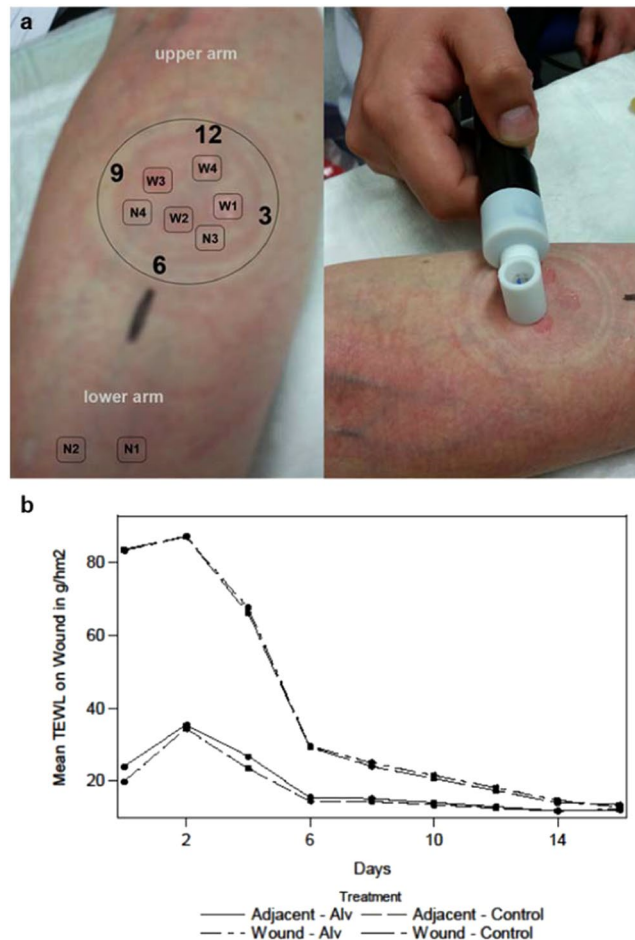 a
upper arm
12
9
W4
W3
W1
N4
W2
3
N3
6
lower arm
N2 N1
b
Mean TEWL on Wound in g/hm2
80
60
40
20
2 6 10 14
Days
Treatment
Adjacent - Alv Adjacent - Control
Wound - Alv Wound - Control